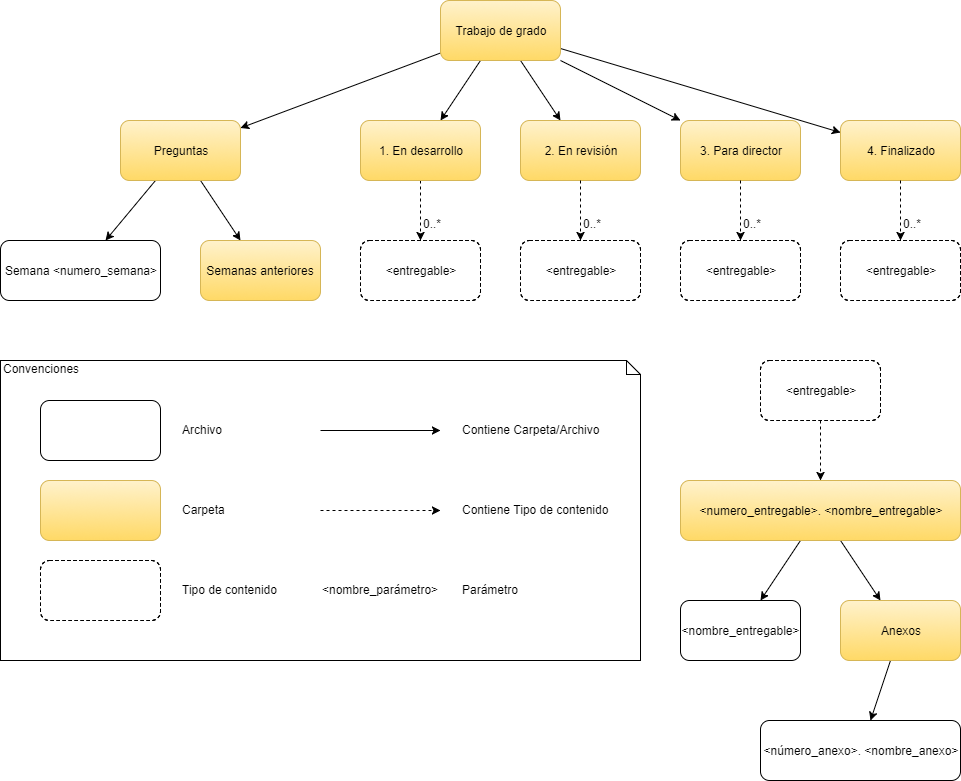 Trabajo de grado
Preguntas
1. En desarrollo
2. En revisión
3. Para director
4. Finalizado
0..*
0..*
0..*
0..*
Semana <numero_semana>
Semanas anteriores
<entregable>
<entregable>
<entregable>
<entregable>
Convenciones
Archivo
Contiene Carpeta/Archivo
Carpeta
Contiene Tipo de contenido
Tipo de contenido
<nombre_parámetro>
Parámetro
<entregable>
<numero_entregable>. <nombre_entregable>
<nombre_entregable>
Anexos
<número_anexo>. <nombre_anexo>